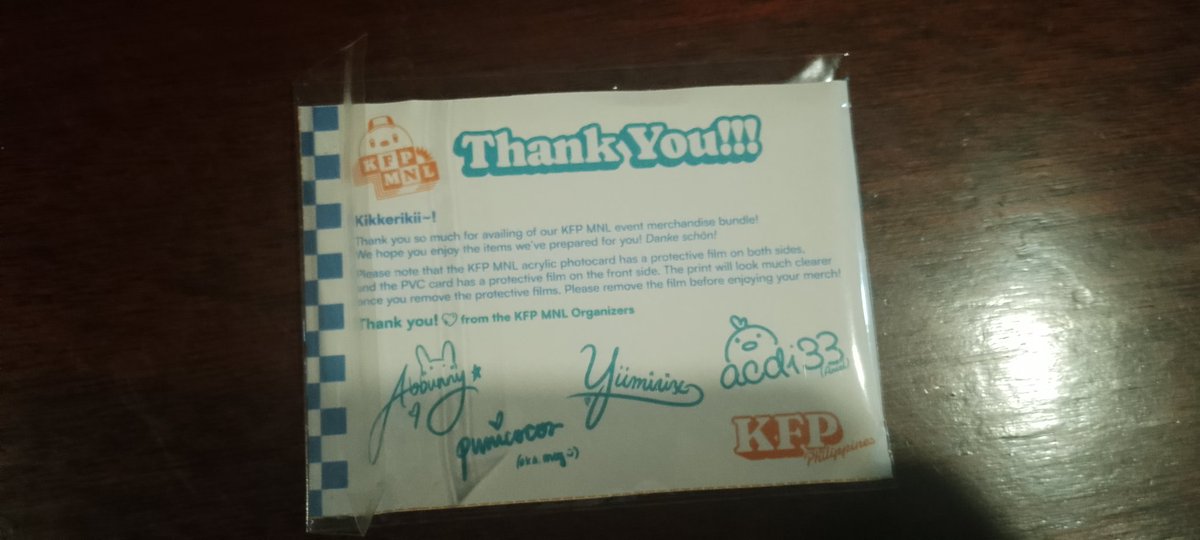 KFP
MNL
Thank You!!!
Kikkerikii~!
Thank you so much for availing of our KFP MNL event merchandise bundle!
We hope you enjoy the items we've prepared for you! Danke schön!
Please note that the KFP MNL acrylic photocard has a protective film on both sides,
and the PVC card has a protective film on the front side. The print will look much clearer
once you remove the protective films. Please remove the film before enjoying your merch!
Thank you! from the KFP MNL Organizers
Abbunny
punicocos
(a.k.a. meg
Yiimirise
acdi33
KFP
Philippines